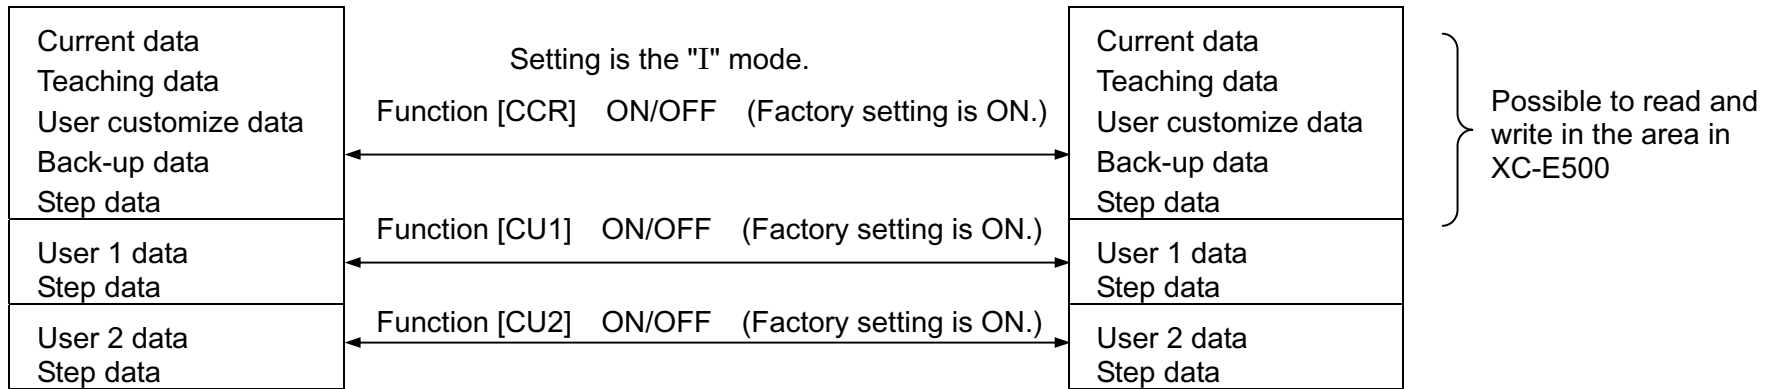 Current data
Teaching data
User customize data
Back-up data
Step data
User 1 data
Step data
User 2 data
Step data
Setting is the "I" mode.
Function [CCR] ON/OFF (Factory setting is ON.)
Function [CU1] ON/OFF (Factory setting is ON.)
Function [CU2] ON/OFF (Factory setting is ON.)
Current data
Teaching data
User customize data
Back-up data
Step data
User 1 data
Step data
User 2 data
Step data
Possible to read and
write in the area in
XC-E500